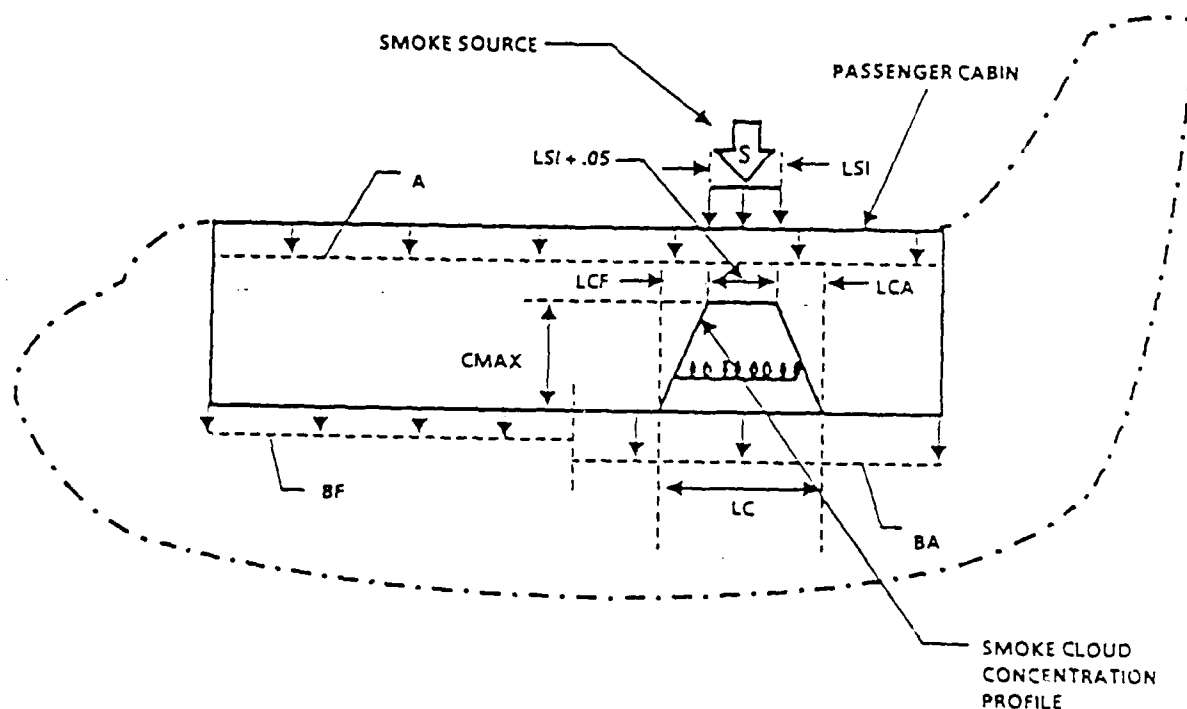 SMOKE SOURCE
PASSENGER CABIN
LSI + .05
S
LSI
A
LCF
LCA
CMAX
BF
LC
BA
SMOKE CLOUD
CONCENTRATION
PROFILE